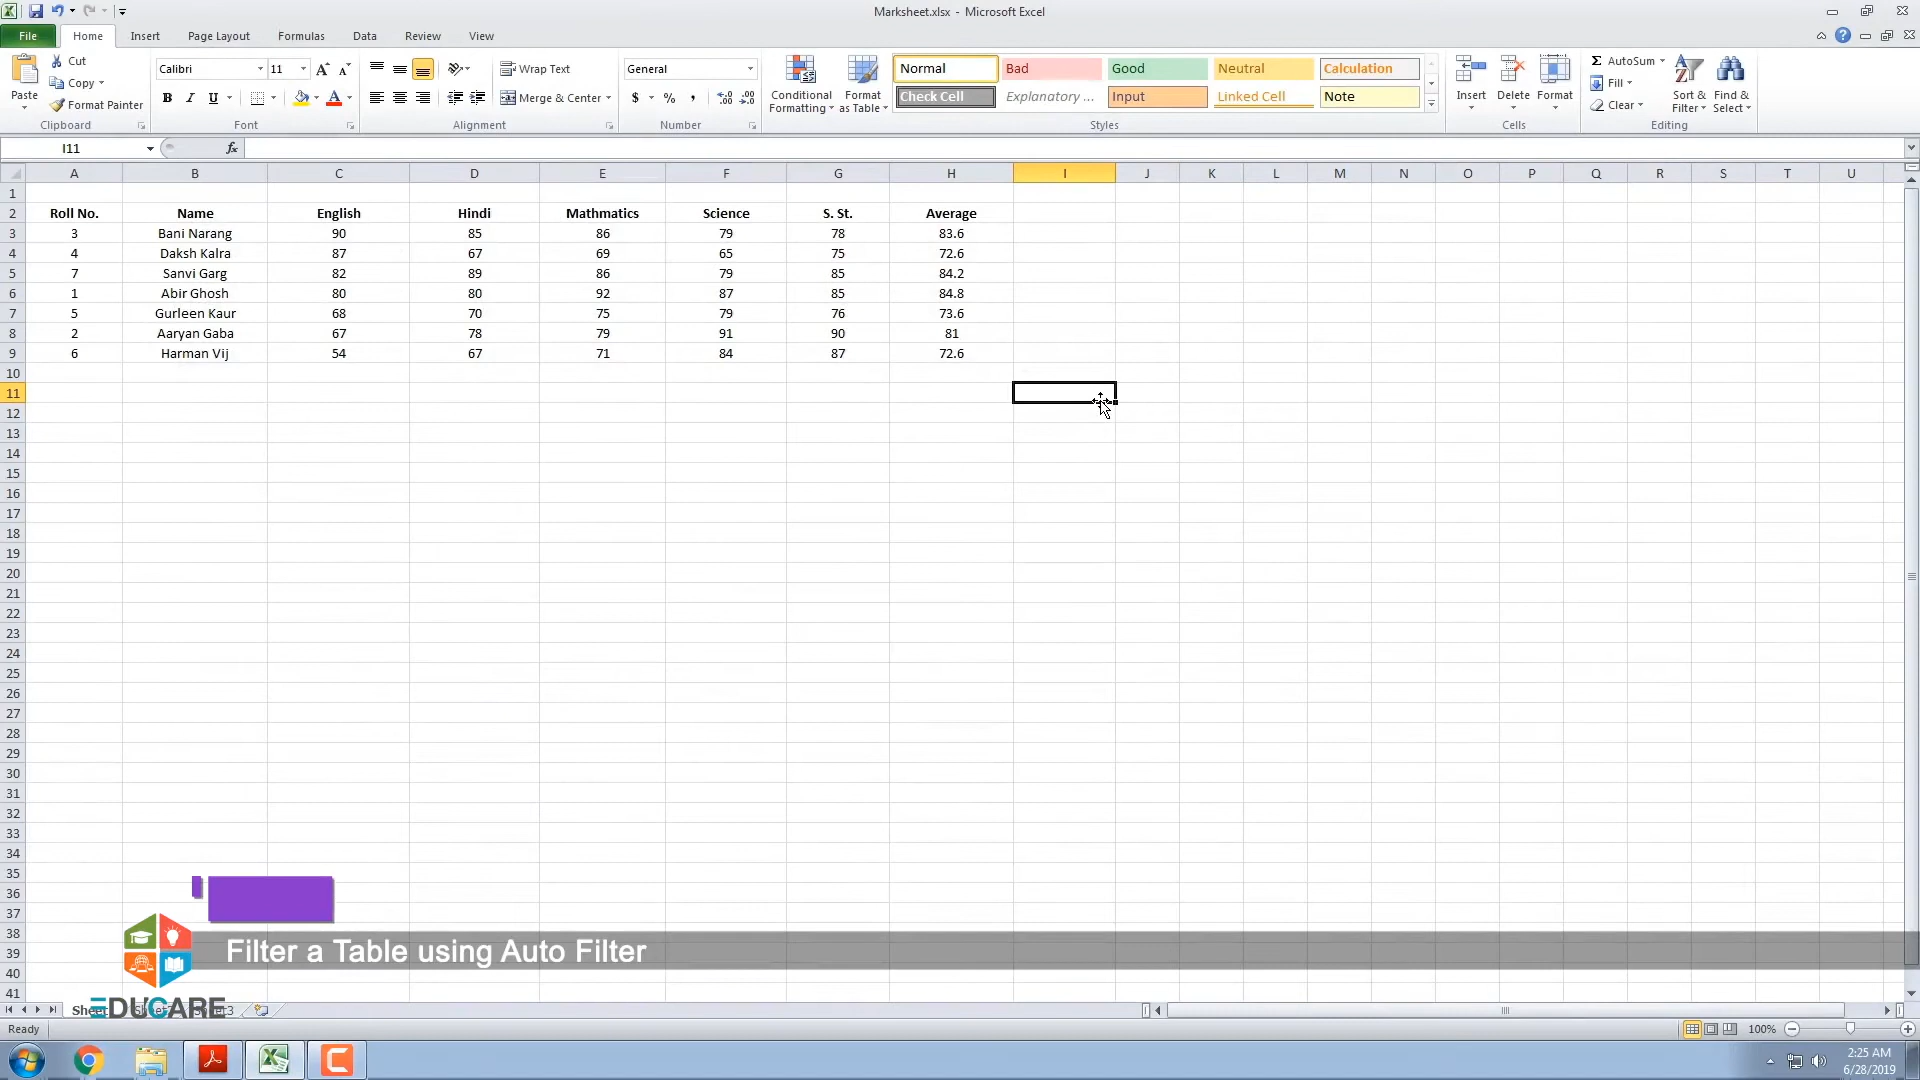 Marksheet.xlsx - Microsoft Excel
File Home Insert Page Layout Formulas Data Review View
Paste
Cut
Copy
Format Painter
Clipboard
Calibri 11
B I U
Font
Wrap Text
Merge & Center
Alignment
General
$ % ,
Number
Conditional Formatting
Format as Table
Normal Bad Good Neutral Calculation
Check Cell Explanatory ... Input Linked Cell Note
Styles
Insert Delete Format
Cells
Σ AutoSum
Fill
Clear
Sort & Filter
Find & Select
Editing
I11 fx
A B C D E F G H I J K L M N O P Q R S T U
1
2 Roll No. Name English Hindi Mathmatics Science S. St. Average
3 3 Bani Narang 90 85 86 79 78 83.6
4 4 Daksh Kalra 87 67 69 65 75 72.6
5 7 Sanvi Garg 82 89 86 79 85 84.2
6 1 Abir Ghosh 80 80 92 87 85 84.8
7 5 Gurleen Kaur 68 70 75 79 76 73.6
8 2 Aaryan Gaba 67 78 79 91 90 81
9 6 Harman Vij 54 67 71 84 87 72.6
10
11
12
13
14
15
16
17
18
19
20
21
22
23
24
25
26
27
28
29
30
31
32
33
34
35
36
37
38
39
40
41
Filter a Table using Auto Filter
EDUCARE
Ready 100%
2:25 AM
6/28/2019